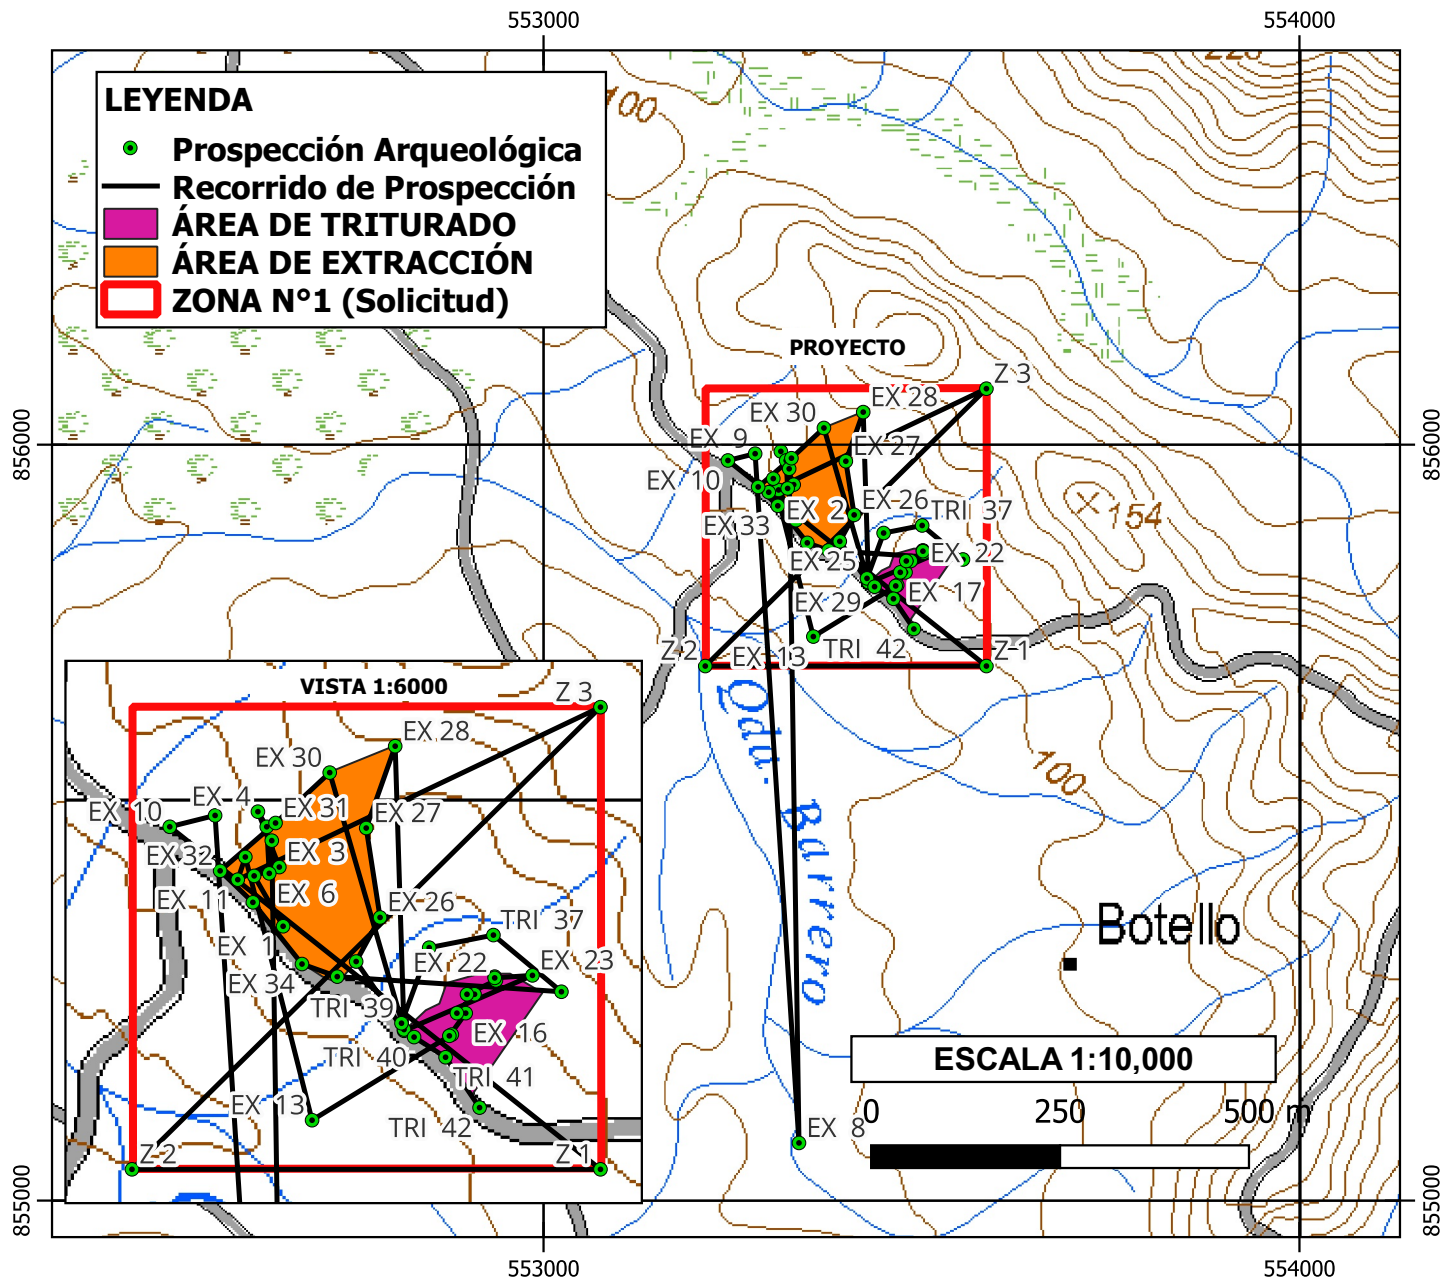 553000
554000
LEYENDA
Prospección Arqueológica
Recorrido de Prospección
ÁREA DE TRITURADO
ÁREA DE EXTRACCIÓN
ZONA N°1 (Solicitud)
100
225
PROYECTO
Z 3
EX 28
EX 30
EX 9
EX 27
EX 10
EX 26
EX 2
TRI 37
EX 33
EX 25
EX 22
EX 17
EX 29
TRI 42
EX 13
Z 2
Z 1
154
856000
856000
Qda. Barrero
100
Botello
EX 8
VISTA 1:6000
Z 3
EX 28
EX 30
EX 4
EX 10
EX 31
EX 27
EX 32
EX 3
EX 6
EX 11
EX 26
TRI 37
EX 1
EX 22
EX 23
EX 34
TRI 39
EX 16
TRI 40
TRI 41
EX 13
TRI 42
Z 2
Z 1
ESCALA 1:10,000
0 250 500 m
855000
855000
553000
554000